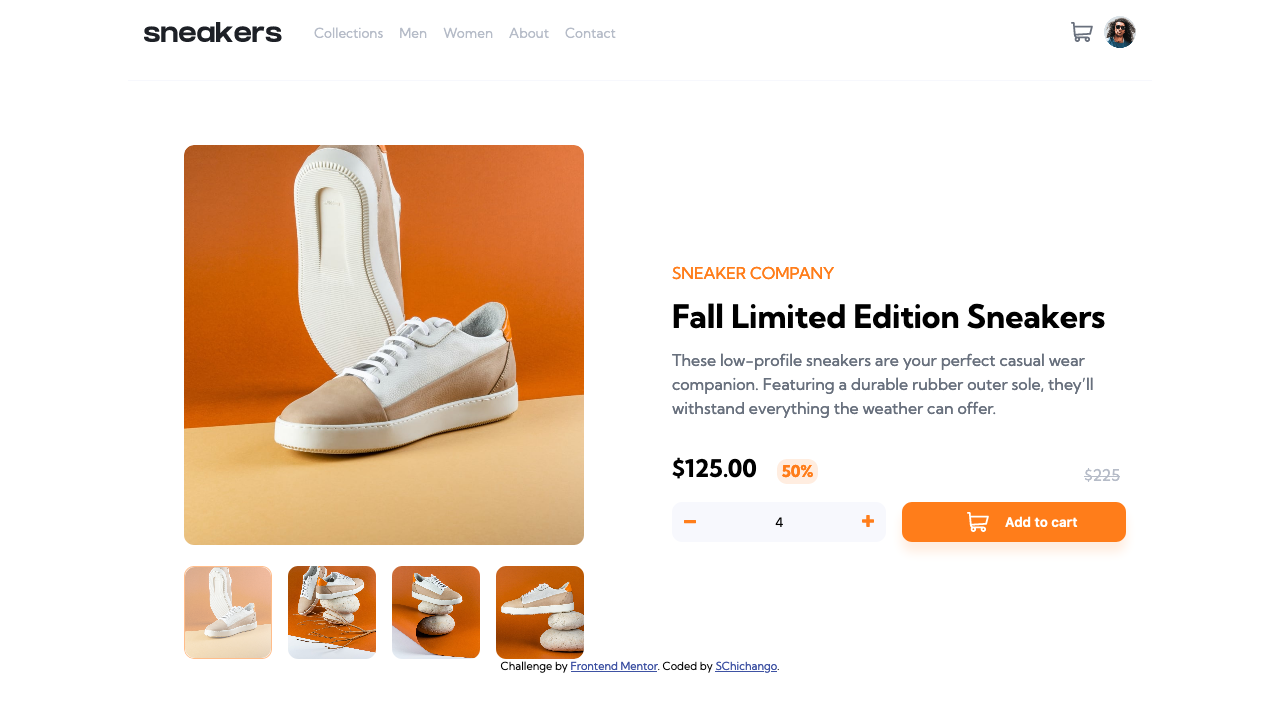 sneakers
Collections Men Women About Contact
SNEAKER COMPANY
Fall Limited Edition Sneakers
These low-profile sneakers are your perfect casual wear
companion. Featuring a durable rubber outer sole, they’ll
withstand everything the weather can offer.
$125.00 50% $225
4 Add to cart
Challenge by Frontend Mentor. Coded by SChichango.